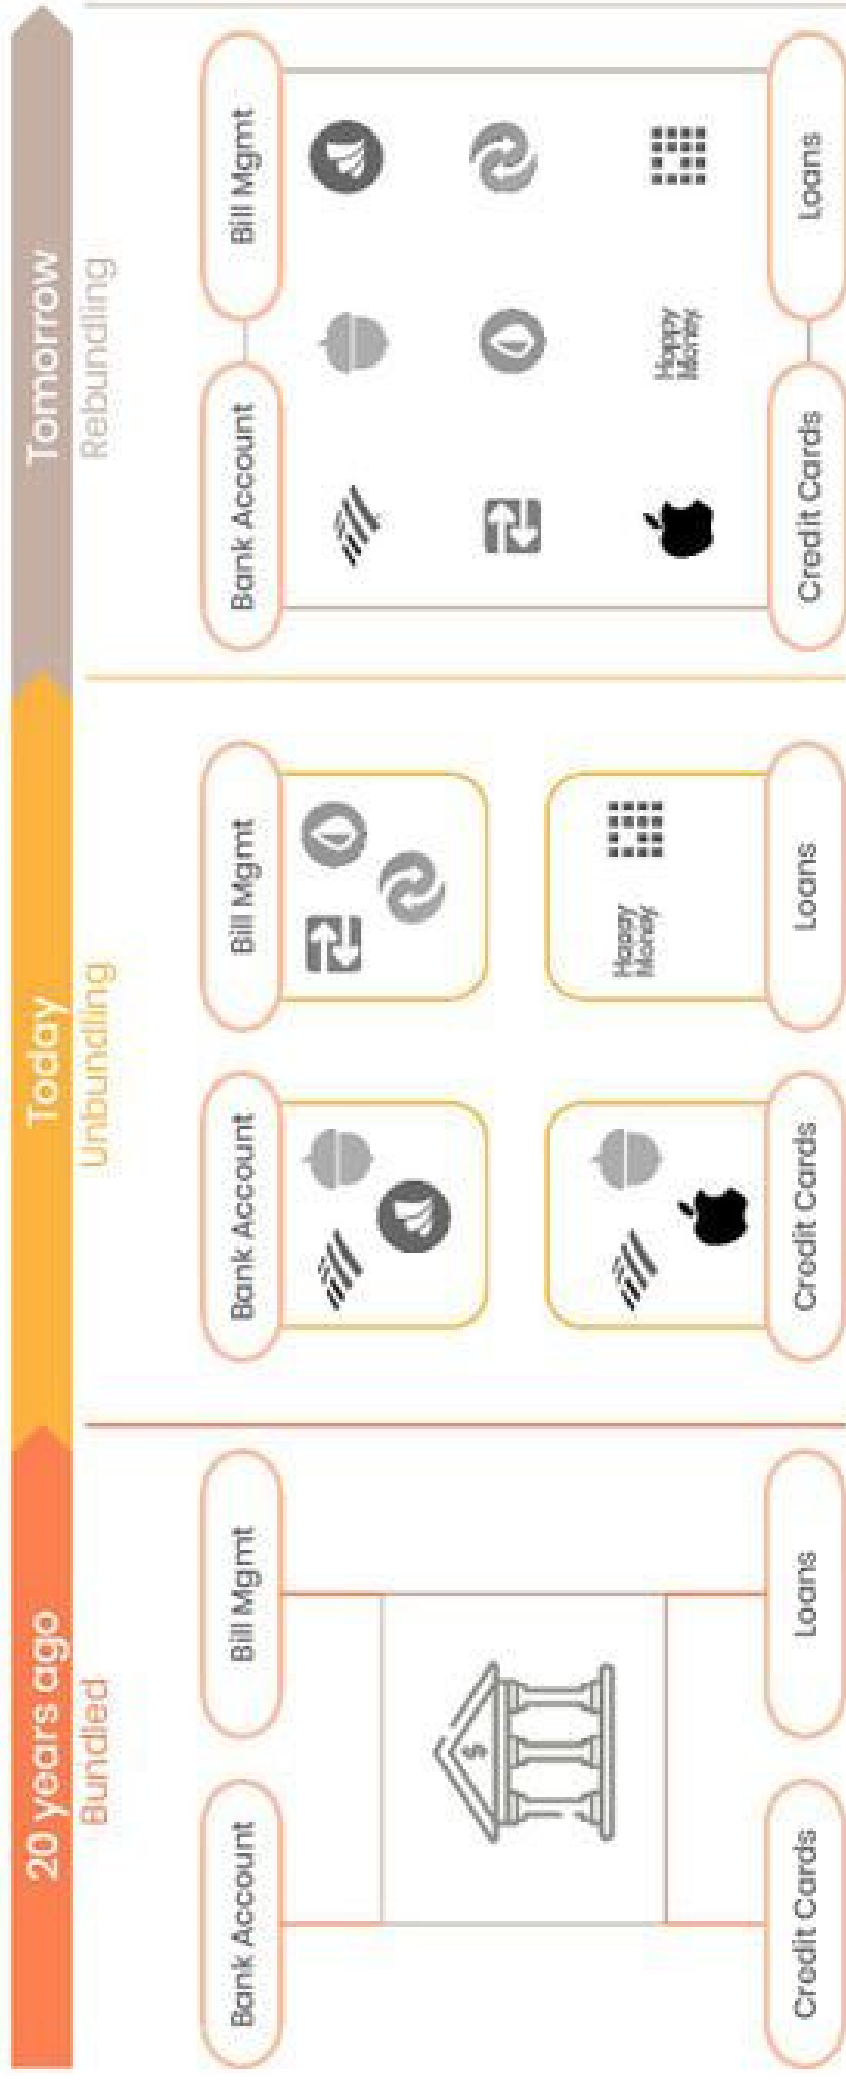 20 years ago
Bundled
Bank Account
Bill Mgmt
$
Credit Cards
Loans
Today
Unbundling
Bank Account
Bill Mgmt
Happy
Money
Credit Cards
Loans
Tomorrow
Rebundling
Bank Account
Bill Mgmt
Happy
Money
Credit Cards
Loans